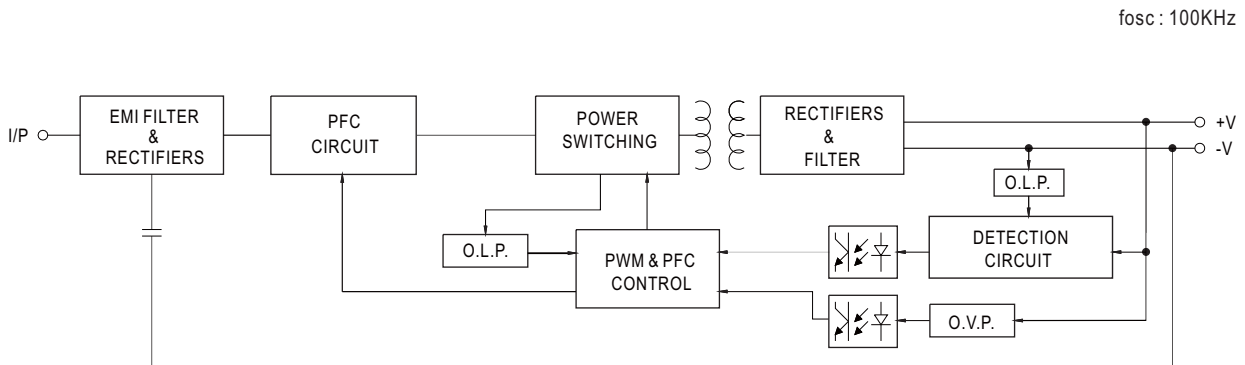 fosc : 100KHz
I/P
EMI FILTER
&
RECTIFIERS
PFC
CIRCUIT
POWER
SWITCHING
RECTIFIERS
&
FILTER
+V
-V
O.L.P.
O.L.P.
PWM & PFC
CONTROL
DETECTION
CIRCUIT
O.V.P.